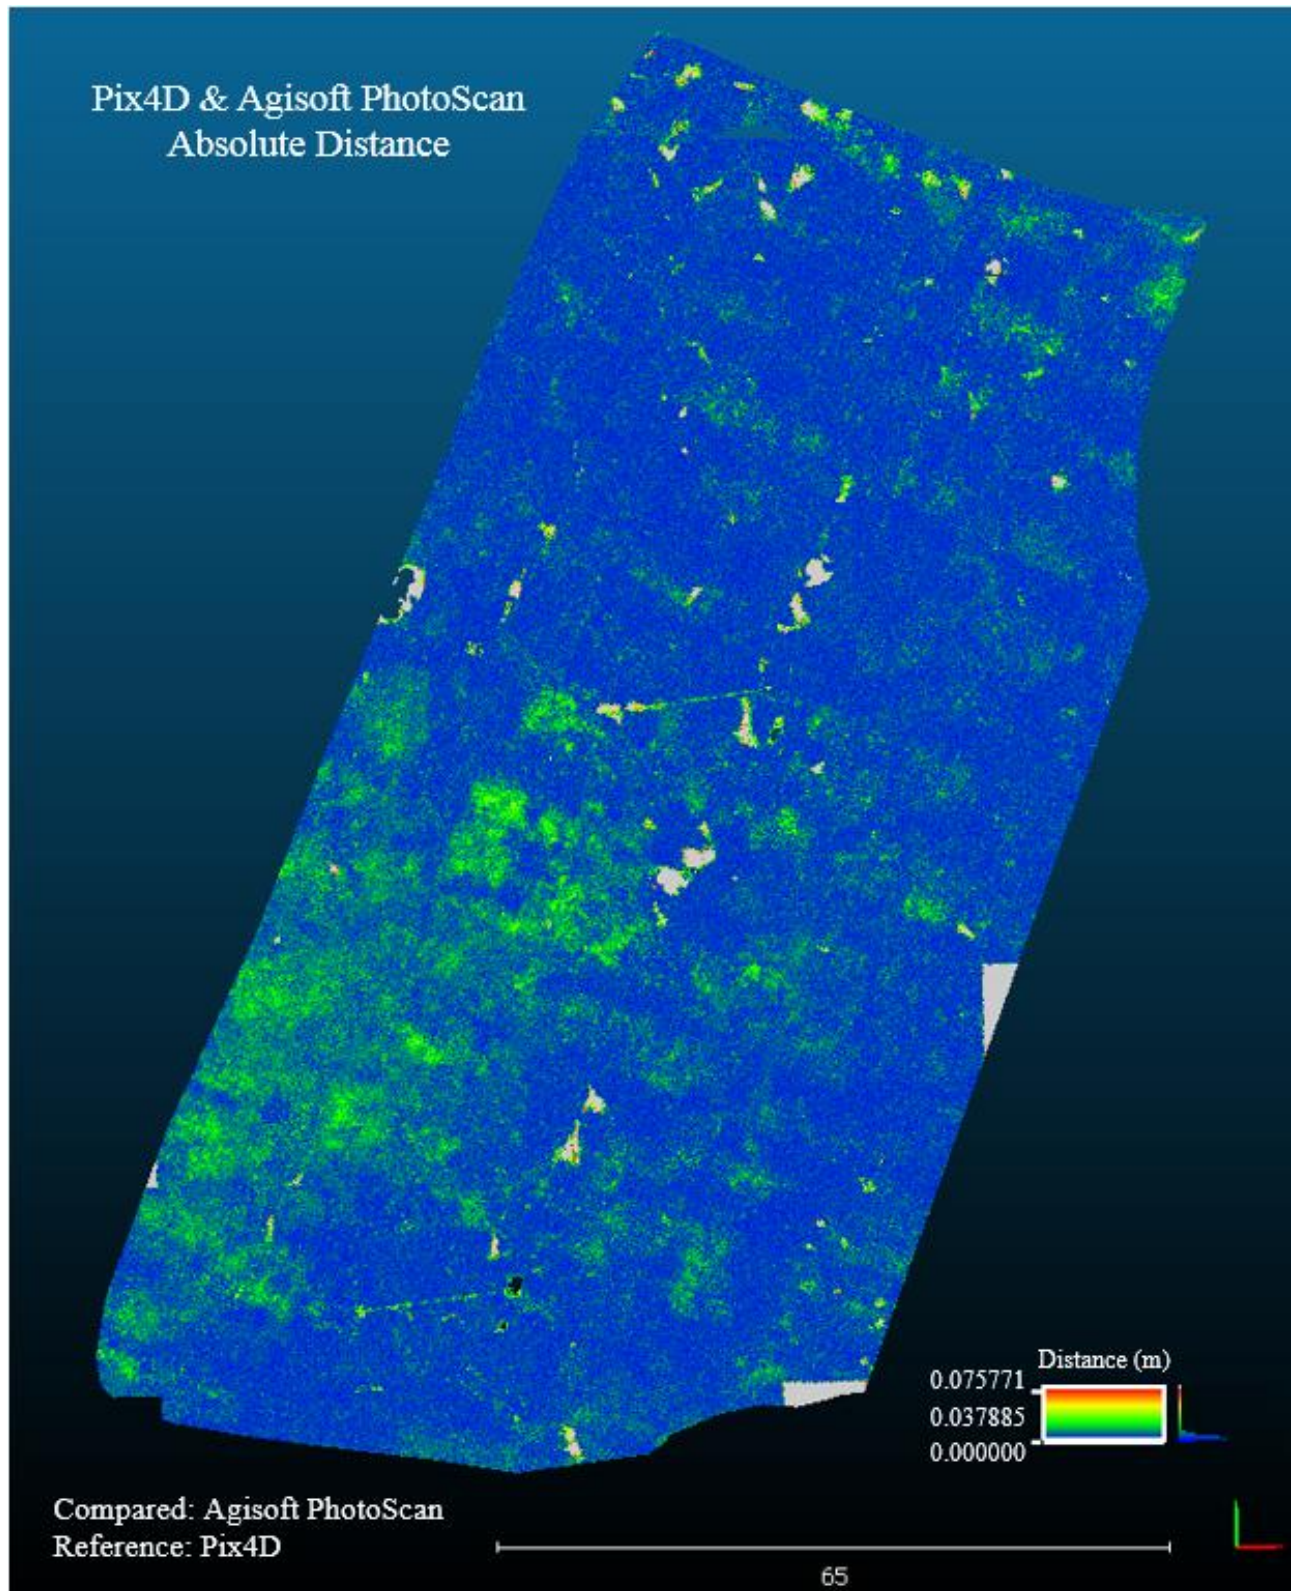 Pix4D & Agisoft PhotoScan
Absolute Distance
Distance (m)
0.075771
0.037885
0.000000
Compared: Agisoft PhotoScan
Reference: Pix4D
65